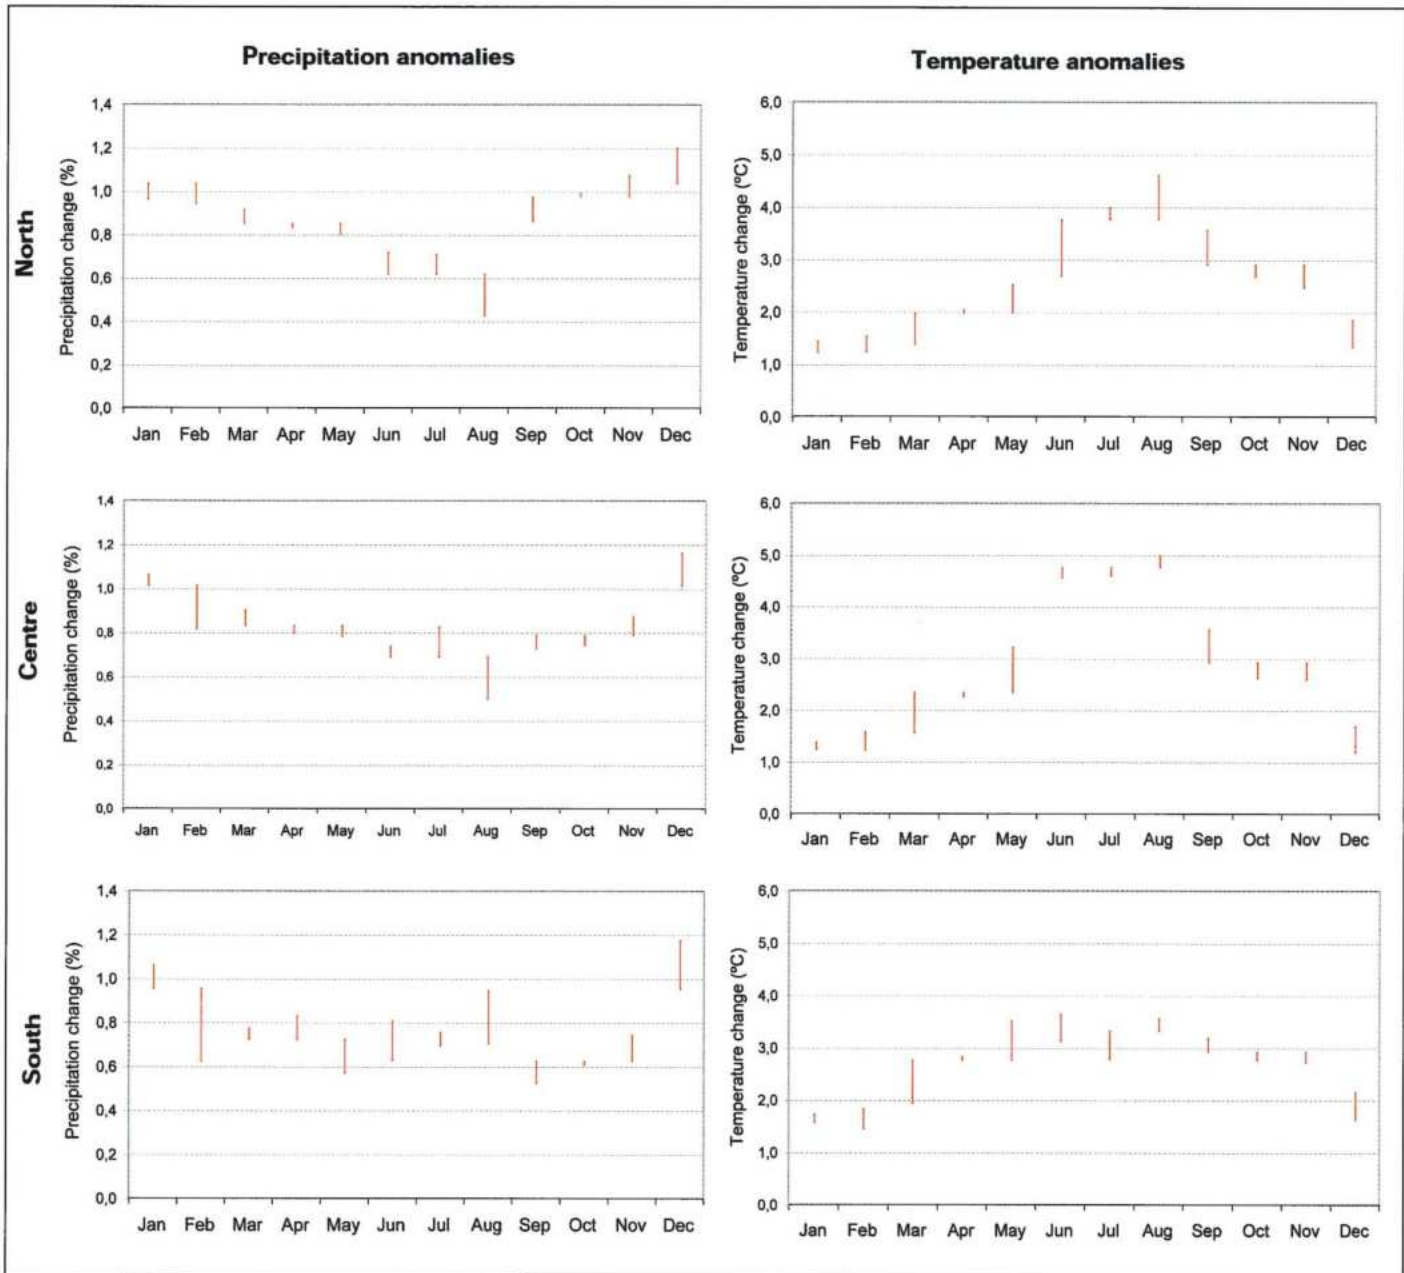 Precipitation anomalies
Temperature anomalies
North
Precipitation change (%)
1,4
1,2
1,0
0,8
0,6
0,4
0,2
0,0
Jan Feb Mar Apr May Jun Jul Aug Sep Oct Nov Dec
Temperature change (ºC)
6,0
5,0
4,0
3,0
2,0
1,0
0,0
Jan Feb Mar Apr May Jun Jul Aug Sep Oct Nov Dec
Centre
Precipitation change (%)
1,4
1,2
1,0
0,8
0,6
0,4
0,2
0,0
Jan Feb Mar Apr May Jun Jul Aug Sep Oct Nov Dec
Temperature change (ºC)
6,0
5,0
4,0
3,0
2,0
1,0
0,0
Jan Feb Mar Apr May Jun Jul Aug Sep Oct Nov Dec
South
Precipitation change (%)
1,4
1,2
1,0
0,8
0,6
0,4
0,2
0,0
Jan Feb Mar Apr May Jun Jul Aug Sep Oct Nov Dec
Temperature change (ºC)
6,0
5,0
4,0
3,0
2,0
1,0
0,0
Jan Feb Mar Apr May Jun Jul Aug Sep Oct Nov Dec